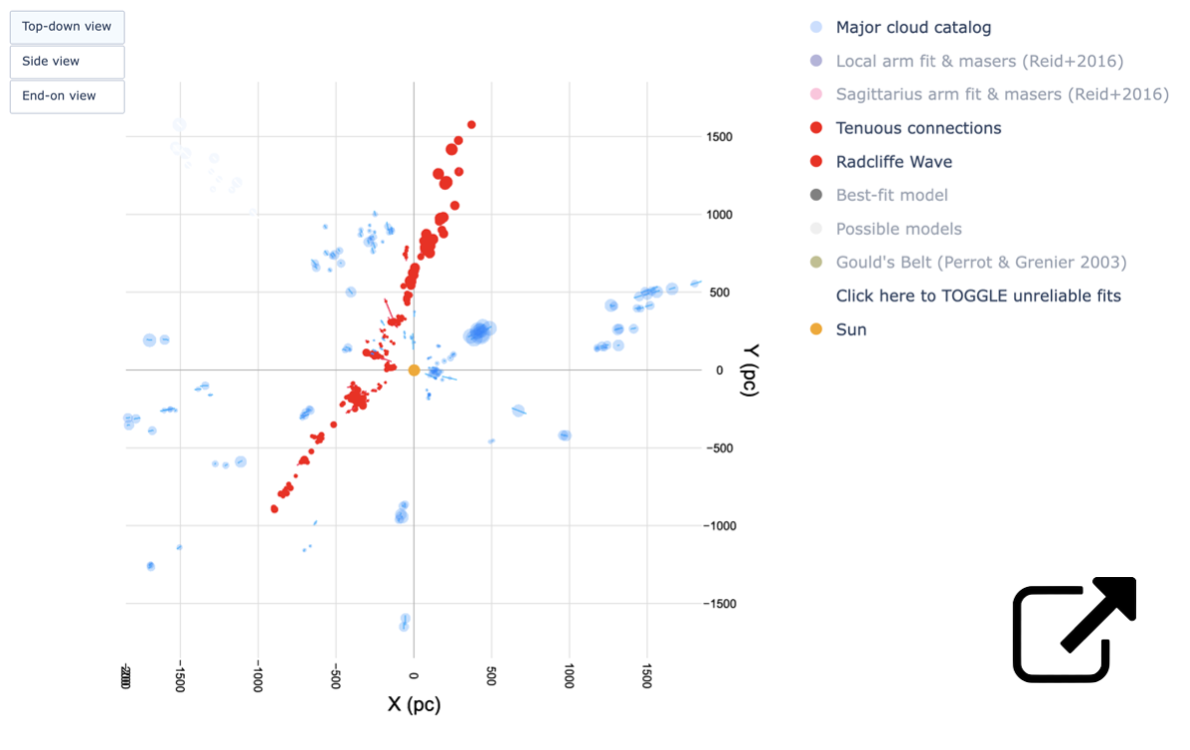 Top-down view
Side view
End-on view
Major cloud catalog
Local arm fit & masers (Reid+2016)
Sagittarius arm fit & masers (Reid+2016)
Tenuous connections
Radcliffe Wave
Best-fit model
Possible models
Gould's Belt (Perrot & Grenier 2003)
Click here to TOGGLE unreliable fits
Sun
1500
1000
500
0
−500
−1000
−1500
Y (pc)
−1500
−1000
−500
0
500
1000
1500
X (pc)